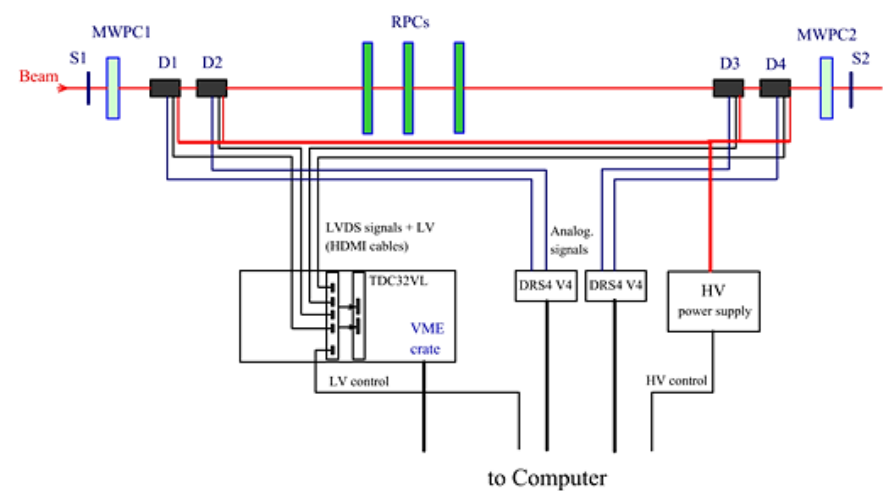 RPCs
MWPC1
MWPC2
S1
D1
D2
D3
D4
S2
Beam
LVDS signals + LV
(HDMI cables)
Analog.
signals
TDC32VL
DRS4 V4
DRS4 V4
HV
power supply
VME
crate
LV control
HV control
to Computer